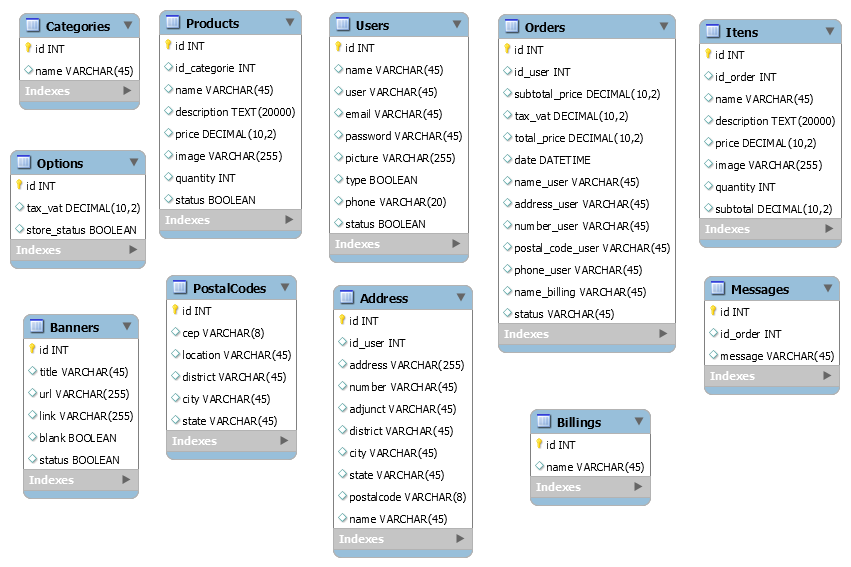 Categories
id INT
name VARCHAR(45)
Indexes
Products
id INT
id_categorie INT
name VARCHAR(45)
description TEXT(20000)
price DECIMAL(10,2)
image VARCHAR(255)
quantity INT
status BOOLEAN
Indexes
Users
id INT
name VARCHAR(45)
user VARCHAR(45)
email VARCHAR(45)
password VARCHAR(45)
picture VARCHAR(255)
type BOOLEAN
phone VARCHAR(20)
status BOOLEAN
Indexes
Orders
id INT
id_user INT
subtotal_price DECIMAL(10,2)
tax_vat DECIMAL(10,2)
total_price DECIMAL(10,2)
date DATETIME
name_user VARCHAR(45)
address_user VARCHAR(45)
number_user VARCHAR(45)
postal_code_user VARCHAR(45)
phone_user VARCHAR(45)
name_billing VARCHAR(45)
status VARCHAR(45)
Indexes
Itens
id INT
id_order INT
name VARCHAR(45)
description TEXT(20000)
price DECIMAL(10,2)
image VARCHAR(255)
quantity INT
subtotal DECIMAL(10,2)
Indexes
Options
id INT
tax_vat DECIMAL(10,2)
store_status BOOLEAN
Indexes
Banners
id INT
title VARCHAR(45)
url VARCHAR(255)
link VARCHAR(255)
blank BOOLEAN
status BOOLEAN
Indexes
PostalCodes
id INT
cep VARCHAR(8)
location VARCHAR(45)
district VARCHAR(45)
city VARCHAR(45)
state VARCHAR(45)
Indexes
Address
id INT
id_user INT
address VARCHAR(255)
number VARCHAR(45)
adjunct VARCHAR(45)
district VARCHAR(45)
city VARCHAR(45)
state VARCHAR(45)
postalcode VARCHAR(8)
name VARCHAR(45)
Indexes
Billings
id INT
name VARCHAR(45)
Indexes
Messages
id INT
id_order INT
message VARCHAR(45)
Indexes